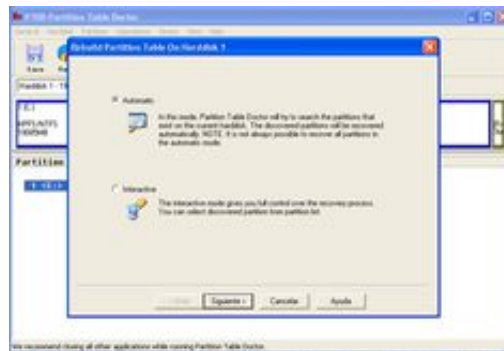 Partition Table Doctor
Save
Rebuild Partition Table On Harddisk 1
Harddisk 1
Automatic
In the mode, Partition Table Doctor will try to search the partitions that
exist on the current harddisk. The discovered partitions will be recovered
automatically. NOTE: It is not always possible to recover all partitions in
the automatic mode.
Partition
Interactive
The interactive mode gives you full control over the recovery process.
You can select discovered partition from partition list.
Siguiente >
Cancelar
Ayuda
We recommend closing all other applications while running Partition Table Doctor.